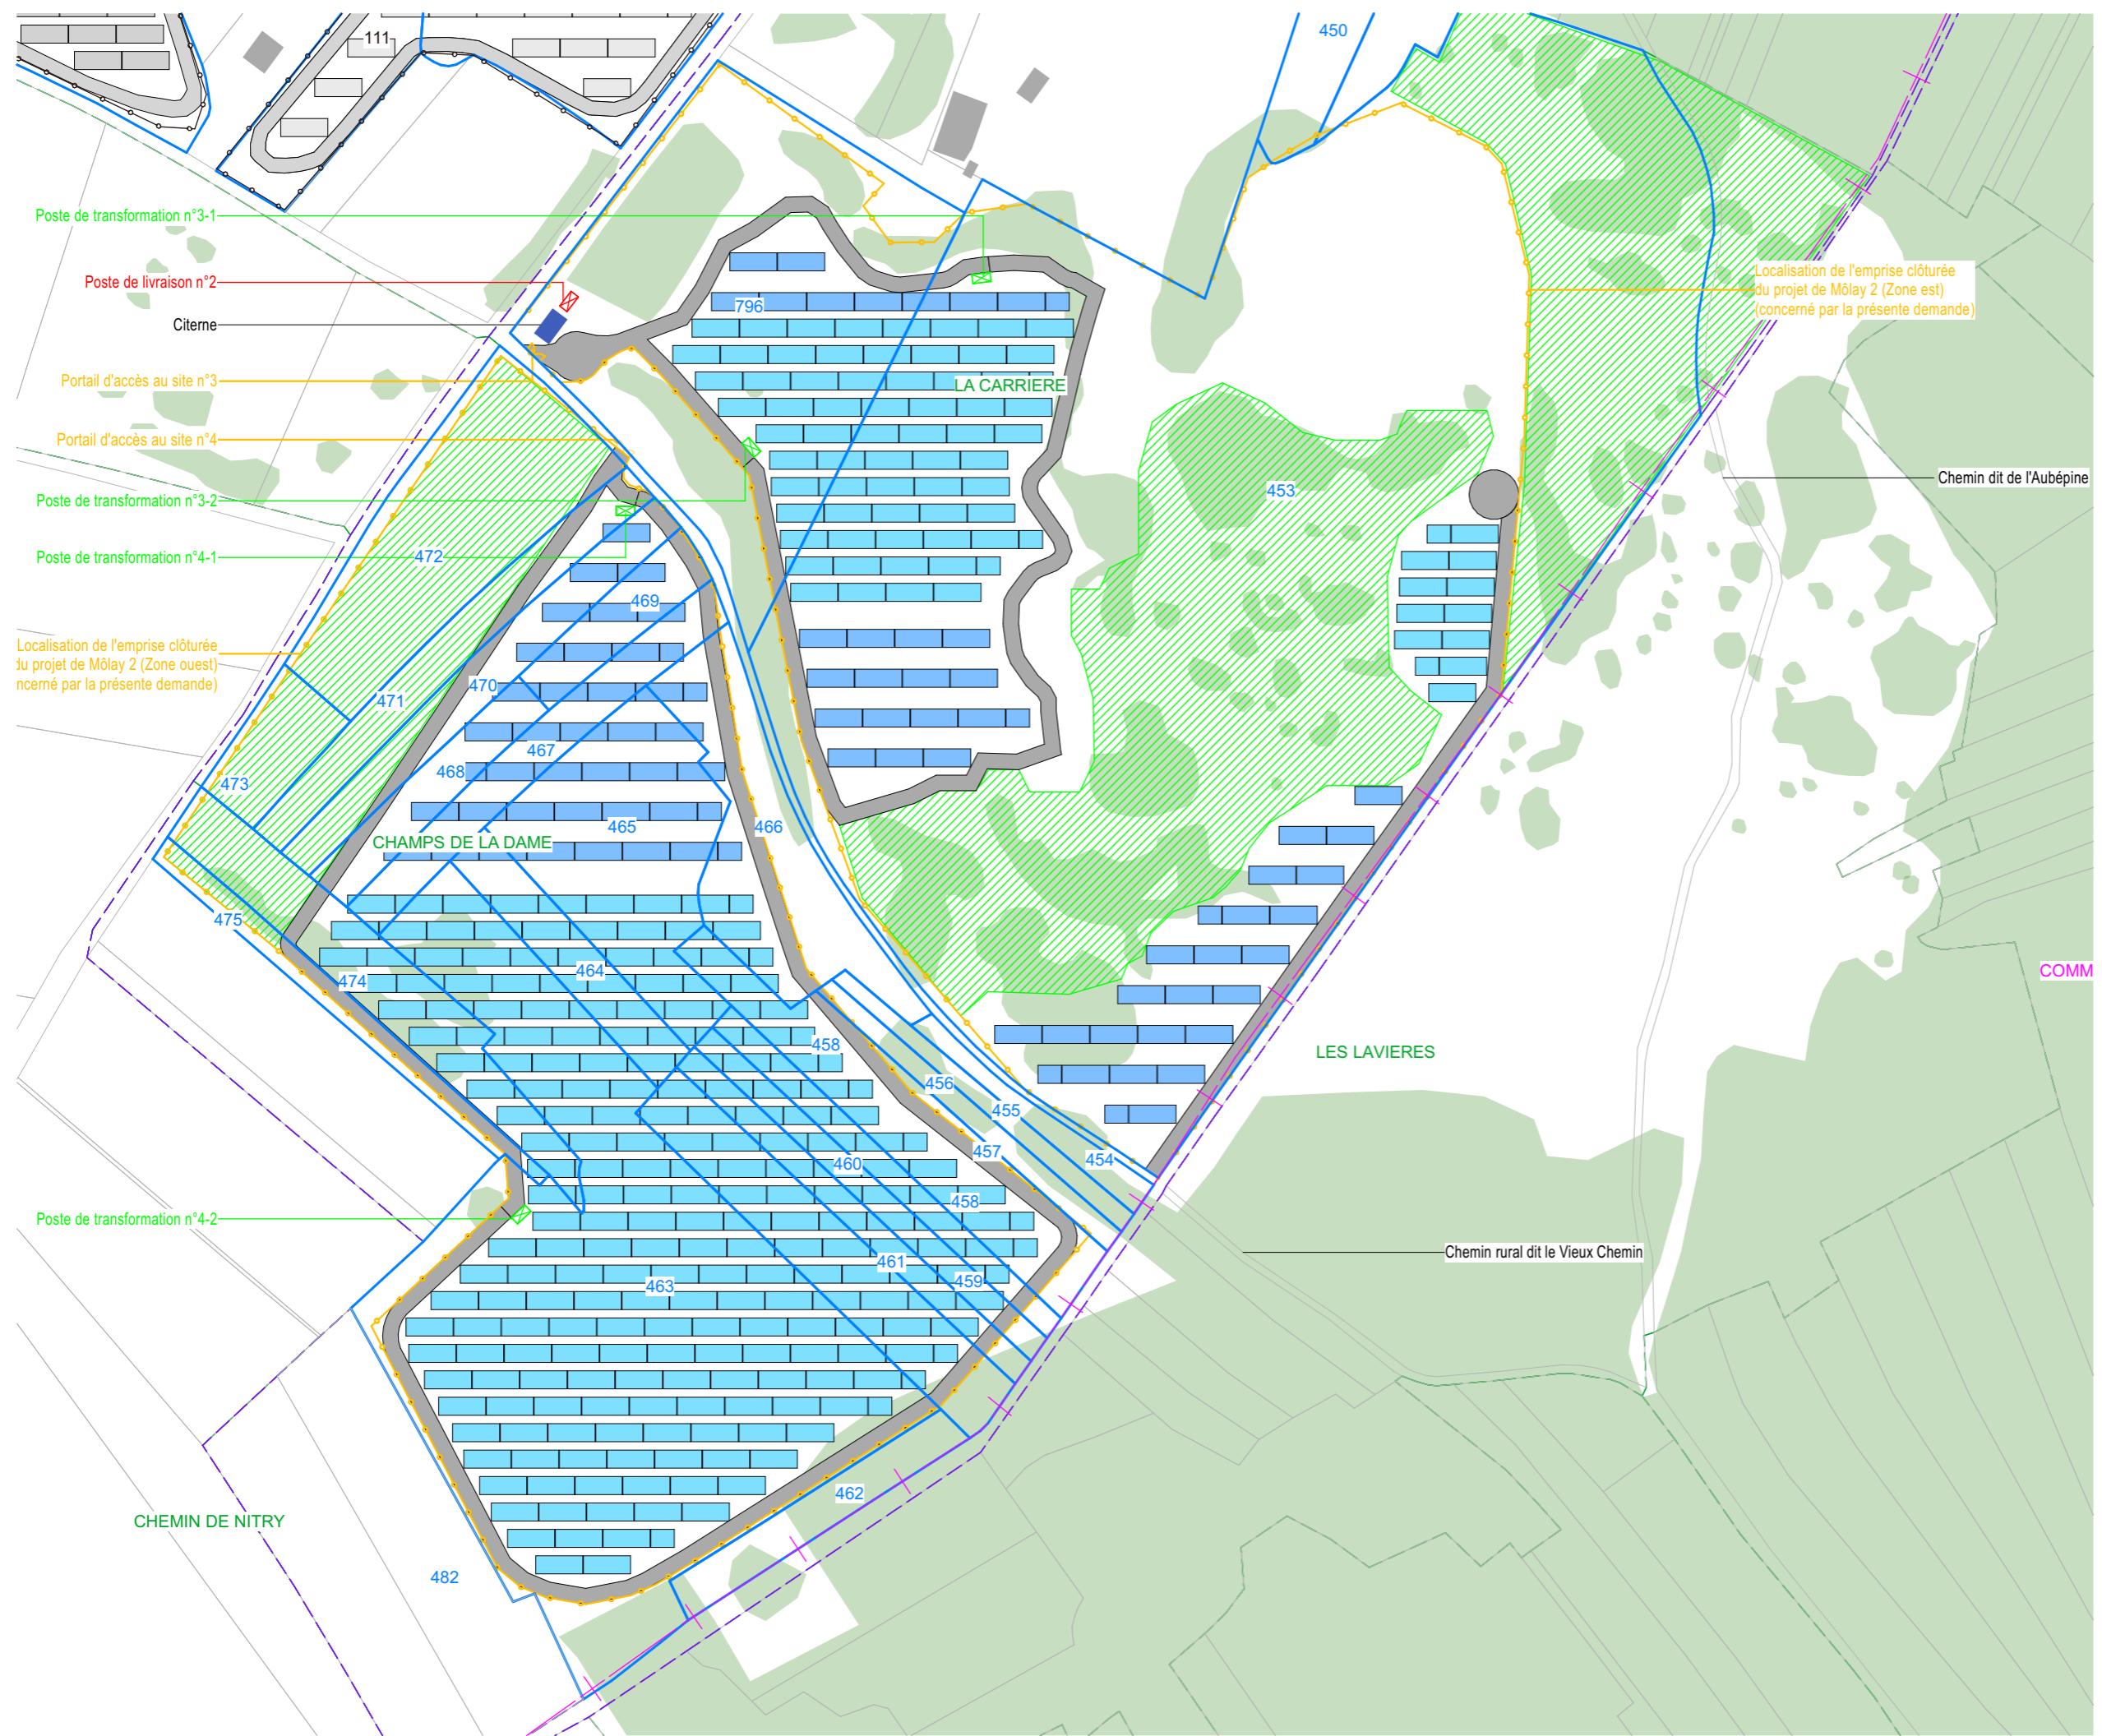 450
111
Poste de transformation n°3-1
Localisation de l'emprise clôturée
du projet de Môlay 2 (Zone est)
(concerné par la présente demande)
Poste de livraison n°2
796
Citerne
Portail d'accès au site n°3
LA CARRIERE
Portail d'accès au site n°4
Chemin dit de l'Aubépine
453
Poste de transformation n°3-2
472
Poste de transformation n°4-1
469
Localisation de l'emprise clôturée
du projet de Môlay 2 (Zone ouest)
ncerné par la présente demande)
470
471
467
468
473
465
466
CHAMPS DE LA DAME
475
464
474
COMM
458
LES LAVIERES
456
455
457
454
460
458
Poste de transformation n°4-2
Chemin rural dit le Vieux Chemin
461
459
463
462
CHEMIN DE NITRY
482